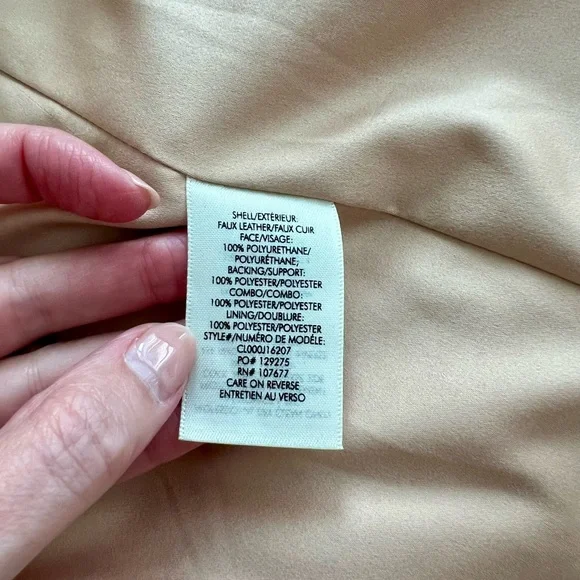 SHELL/EXTÉRIEUR:
FAUX LEATHER/FAUX CUIR
FACE/VISAGE:
100% POLYURETHANE/
POLYURÉTHANE;
BACKING/SUPPORT:
100% POLYESTER/POLYESTER
COMBO/COMBO:
100% POLYESTER/POLYESTER
LINING/DOUBLURE:
100% POLYESTER/POLYESTER
STYLE#/NUMÉRO DE MODÈLE:
CL000J16207
PO# 129275
RN# 107677
CARE ON REVERSE
ENTRETIEN AU VERSO